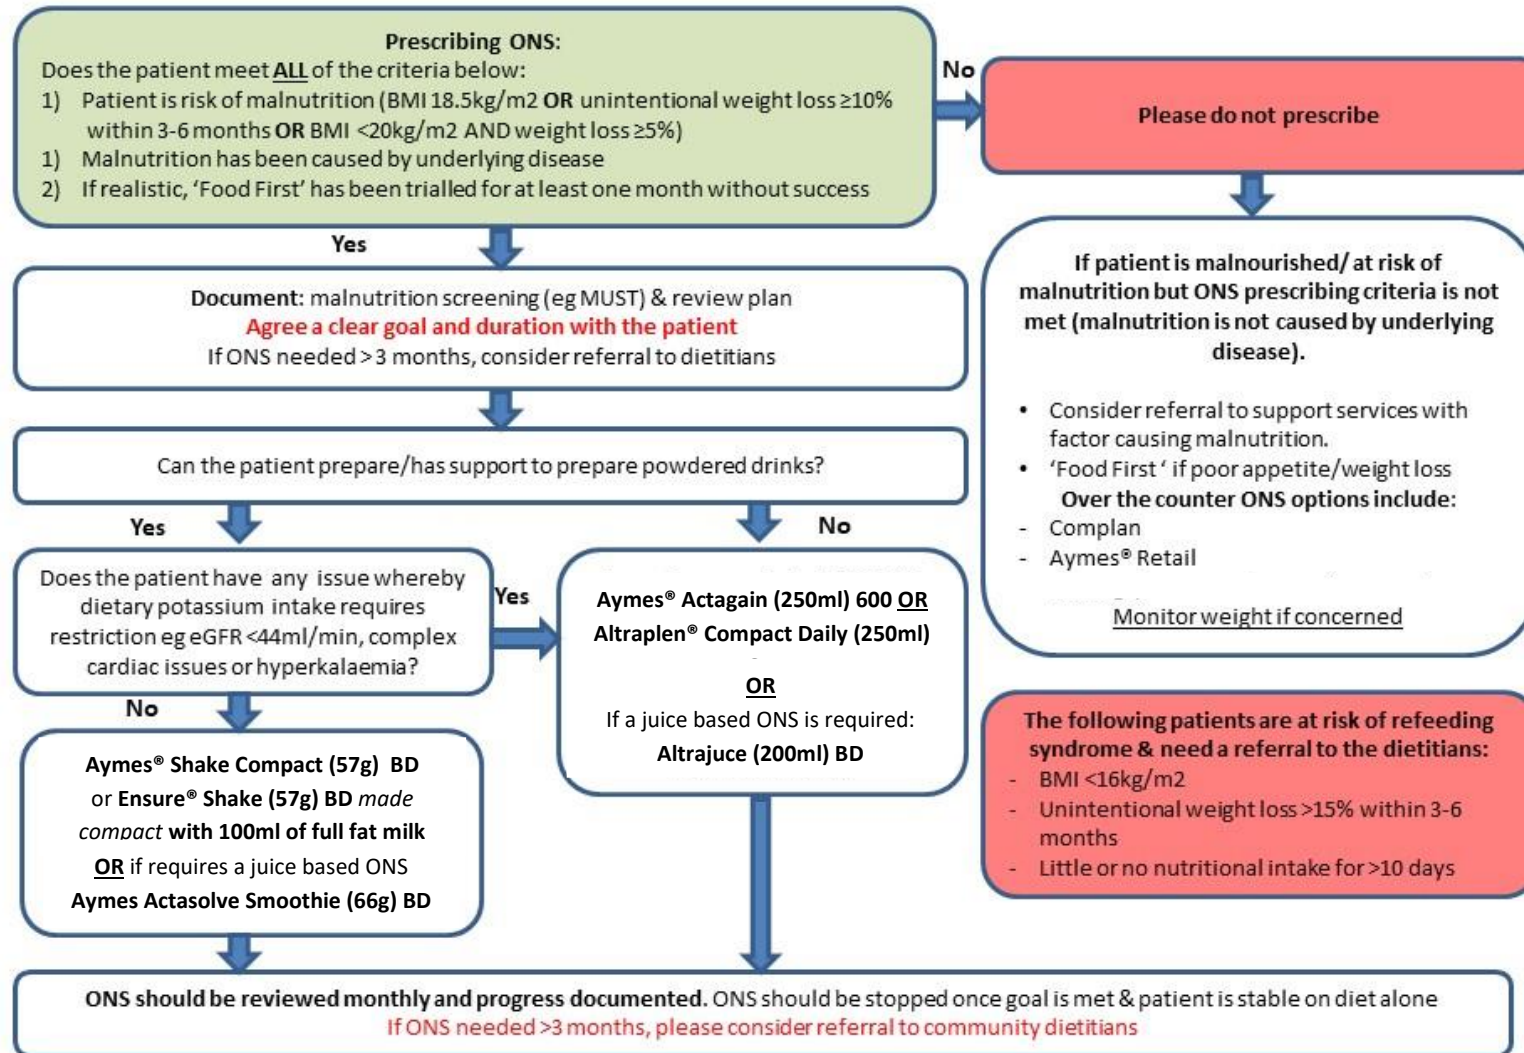 Prescribing ONS:
Does the patient meet ALL of the criteria below:
1) Patient is risk of malnutrition (BMI 18.5kg/m2 OR unintentional weight loss ≥10%
within 3-6 months OR BMI <20kg/m2 AND weight loss ≥5%)
1) Malnutrition has been caused by underlying disease
2) If realistic, ‘Food First’ has been trialled for at least one month without success
No
Please do not prescribe
Yes
Document: malnutrition screening (eg MUST) & review plan
Agree a clear goal and duration with the patient
If ONS needed >3 months, consider referral to dietitians
If patient is malnourished/ at risk of
malnutrition but ONS prescribing criteria is not
met (malnutrition is not caused by underlying
disease).
• Consider referral to support services with
factor causing malnutrition.
• ‘Food First ‘ if poor appetite/weight loss
Over the counter ONS options include:
- Complan
- Aymes® Retail
Monitor weight if concerned
Can the patient prepare/has support to prepare powdered drinks?
Yes
No
Does the patient have any issue whereby
dietary potassium intake requires
restriction eg eGFR <44ml/min, complex
cardiac issues or hyperkalaemia?
Yes
Aymes® Actagain (250ml) 600 OR
Altraplen® Compact Daily (250ml)
OR
If a juice based ONS is required:
Altrajuce (200ml) BD
No
Aymes® Shake Compact (57g) BD
or Ensure® Shake (57g) BD made
compact with 100ml of full fat milk
OR if requires a juice based ONS
Aymes Actasolve Smoothie (66g) BD
The following patients are at risk of refeeding
syndrome & need a referral to the dietitians:
- BMI <16kg/m2
- Unintentional weight loss >15% within 3-6
months
- Little or no nutritional intake for >10 days
ONS should be reviewed monthly and progress documented. ONS should be stopped once goal is met & patient is stable on diet alone
If ONS needed >3 months, please consider referral to community dietitians